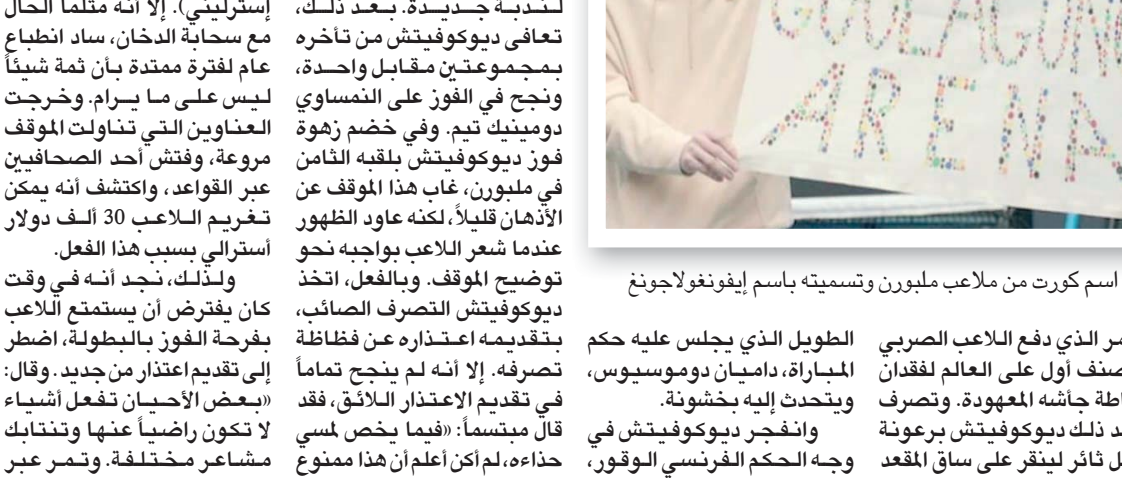 GOOLAGONG
ARENA
اسم كورت من ملاعب ملبورن وتسميته باسم إيفونغولاجونغ
مر الذي دفع اللاعب الصربي
صنف أول على العالم لفقدان
اطة جأشه المعهودة. وتصرف
د ذلك ديوكوفيتش برعونة
ل ثائر لينقر على ساق المقعد
الطويل الذي يجلس عليه حكم
المباراة، داميان دوموسيوس،
ويتحدث إليه بخشونة.
وانفجر ديوكوفيتش في
وجه الحكم الفرنسي الوقور،
لندبة جديدة. بعد ذلك،
تعافى ديوكوفيتش من تأخره
بمجموعتين مقابل واحدة،
ونجح في الفوز على النمساوي
دومينيك تيم. وفي خضم زهوة
فوز ديوكوفيتش بلقبه الثامن
في ملبورن، غاب هذا الموقف عن
الأذهان قليلاً، لكنه عاود الظهور
عندما شعر اللاعب بواجبه نحو
توضيح الموقف. وبالفعل، اتخذ
ديوكوفيتش التصرف الصائب،
بتقديمه اعتذاره عن فظاظة
تصرفه. إلا أنه لم ينجح تماماً
في تقديم الاعتذار اللائق، فقد
قال مبتسماً: «فيما يخص لمسي
حذاءه، لم أكن أعلم أن هذا ممنوع
إسترليني). إلا أنه مثلما الحال
مع سحابة الدخان، ساد انطباع
عام لفترة ممتدة بأن ثمة شيئاً
ليس على ما يرام. وخرجت
العناوين التي تناولت الموقف
مروعة، وفتش أحد الصحافيين
عبر القواعد، واكتشف أنه يمكن
تغريم اللاعب 30 ألف دولار
أسترالي بسبب هذا الفعل.
ولذلك، نجد أنه في وقت
كان يفترض أن يستمتع اللاعب
بفرحة الفوز بالبطولة، اضطر
إلى تقديم اعتذار من جديد. وقال:
«بعض الأحيان تفعل أشياء
لا تكون راضياً عنها وتنتابك
مشاعر مختلفة. وتمر عبر